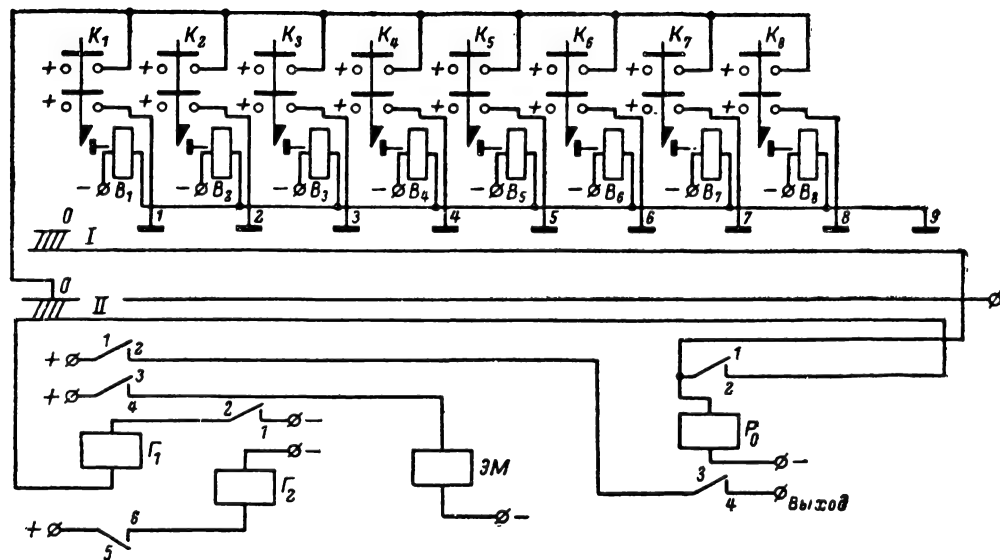 K1 K2 K3 K4 K5 K6 K7 K8
+ + + + + + + +
+ + + + + + + +
- B1 - B2 - B3 - B4 - B5 - B6 - B7 - B8
1 2 3 4 5 6 7 8 9
0 I
0 II
+ 1 2
1 2
+ 3 4
2 1 -
Г1
P0
-
Г2
ЭМ
-
3 4 Выход
+ 5 6
-